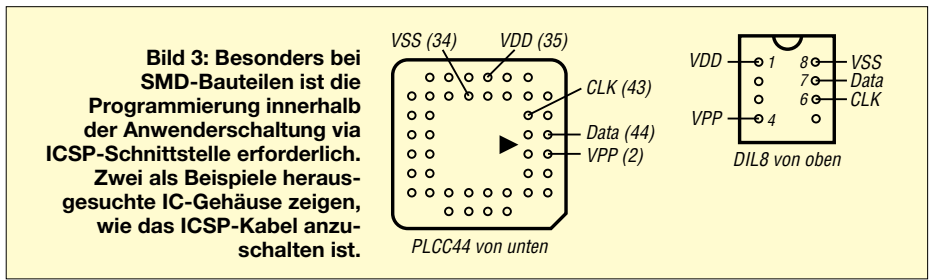 Bild 3: Besonders bei
SMD-Bauteilen ist die
Programmierung innerhalb
der Anwenderschaltung via
ICSP-Schnittstelle erforderlich.
Zwei als Beispiele heraus-
gesuchte IC-Gehäuse zeigen,
wie das ICSP-Kabel anzu-
schalten ist.
VSS (34)
VDD (35)
CLK (43)
Data (44)
VPP (2)
PLCC44 von unten
VDD 1 8 VSS
7 Data
6 CLK
VPP 4
DIL8 von oben